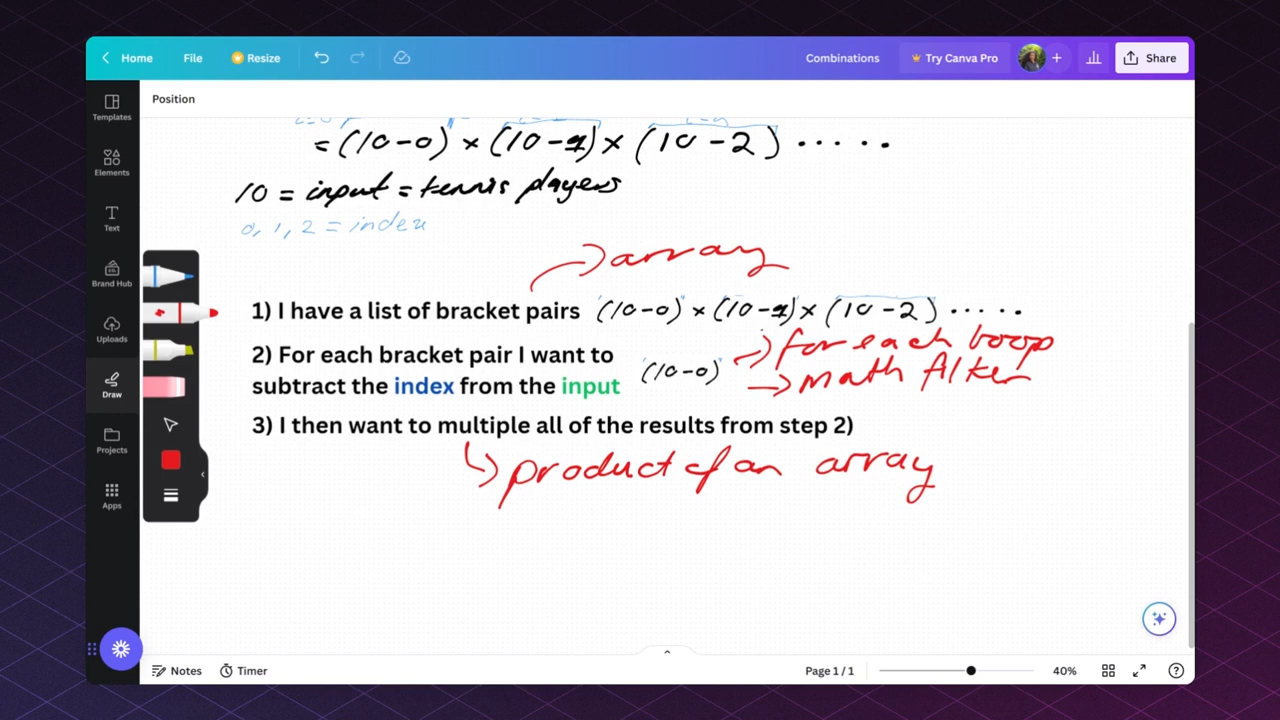 Home File Resize Combinations Try Canva Pro + Share
Position
Templates
Elements
Text
Brand Hub
Uploads
Draw
Projects
Apps
= (10-0) × (10-1) × (10-2) .....
10 = input = tennis players
0, 1, 2 = index
array
1) I have a list of bracket pairs (10-0) × (10-1) × (10-2) .....
2) For each bracket pair I want to
subtract the index from the input
(10-0)
for each loop
math filter
3) I then want to multiple all of the results from step 2)
product of an array
Notes Timer Page 1 / 1 40%